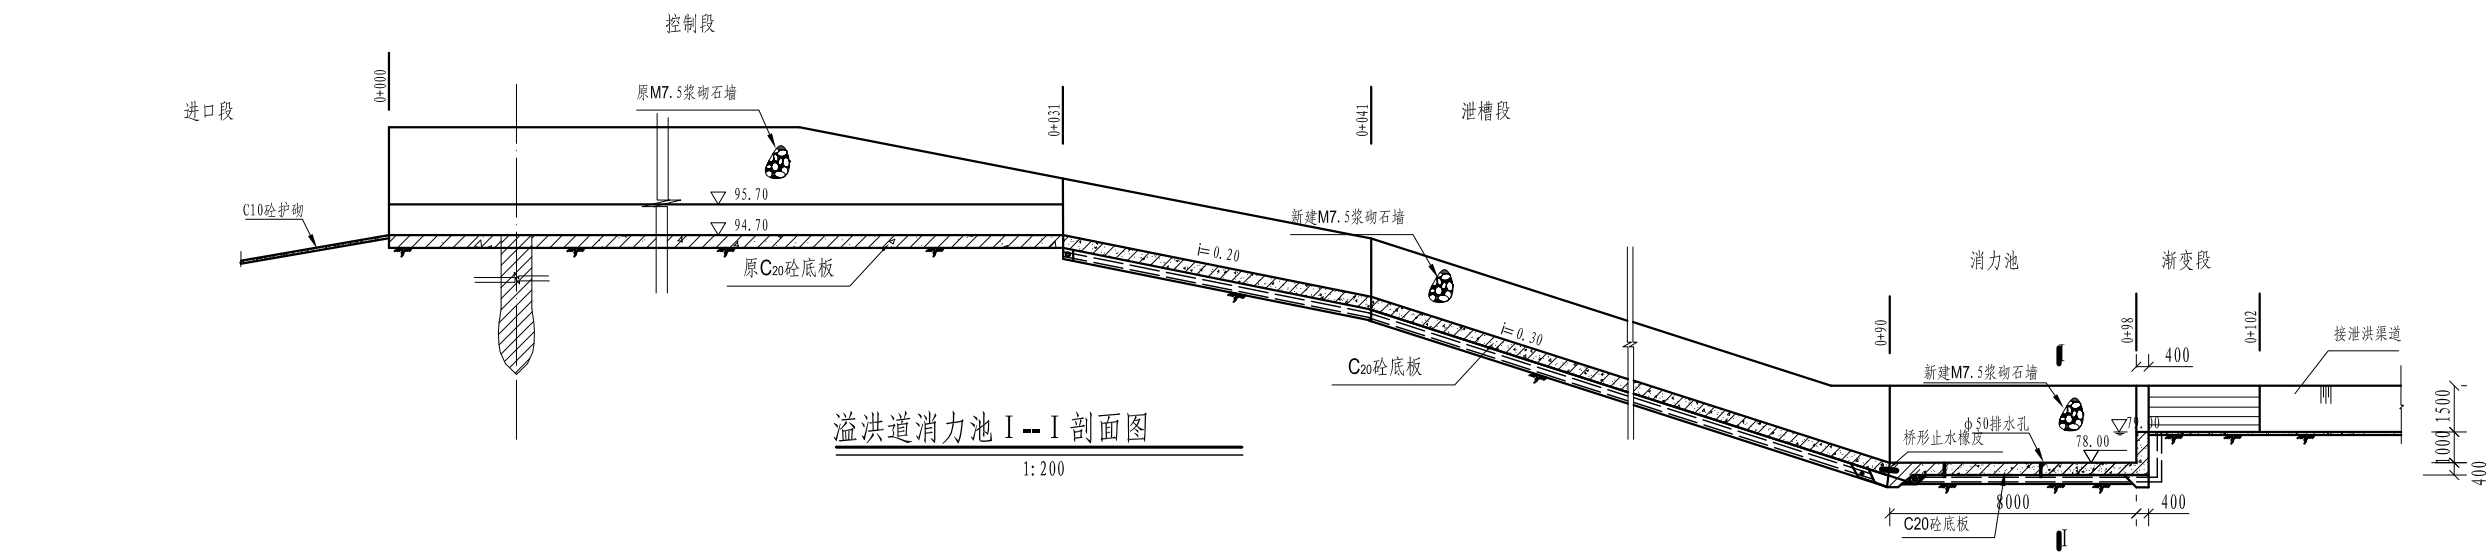 控制段
进口段
0+000
原M7.5浆砌石墙
0+031
0+041
泄槽段
C10砼护砌
95.70
94.70
原C20砼底板
新建M7.5浆砌石墙
i=0.20
i=0.30
C20砼底板
消力池
渐变段
0+90
0+98
0+102
接泄洪渠道
I
400
新建M7.5浆砌石墙
ф50排水孔
桥形止水橡皮
79.00
78.00
1500
1000
400
8000
400
C20砼底板
I
溢洪道消力池 I--I 剖面图
1:200